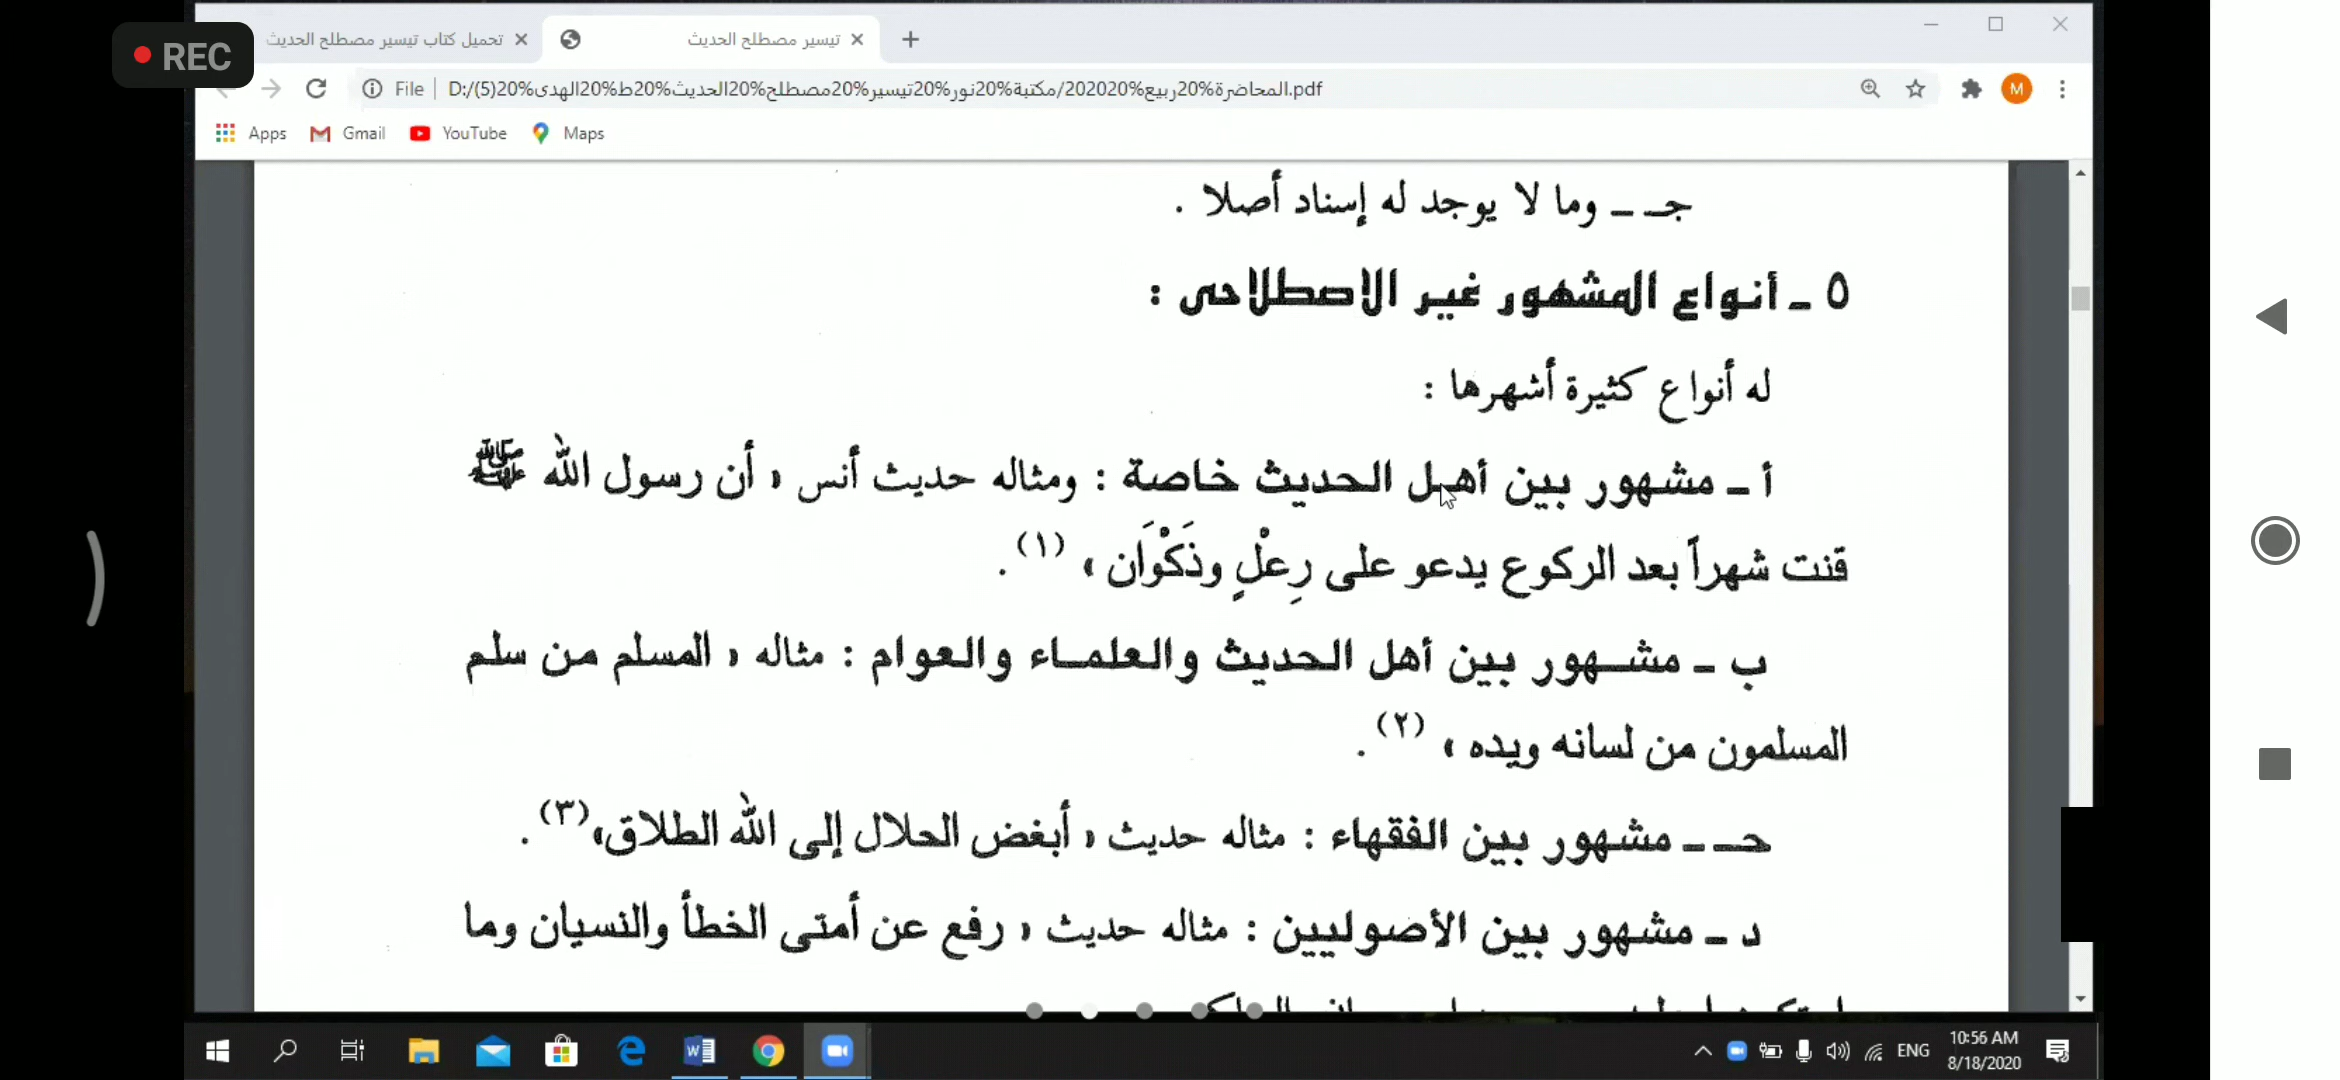 REC
تحميل كتاب تيسير مصطلح الحديث
تيسير مصطلح الحديث
File
D:/(5)20%الهدى20%ط20%الحديث20%مصطلح20%تيسير20%نور20%مكتبة/202020%ربيع20%المحاضرة.pdf
M
Apps Gmail YouTube Maps
جـ ـ وما لا يوجد له إسناد أصلا .
٥ ـ أنواع المشهور غير الاصطلاحى :
له أنواع كثيرة أشهرها :
أ ـ مشهور بين أهل الحديث خاصة : ومثاله حديث أنس « أن رسول الله ﷺ
قنت شهراً بعد الركوع يدعو على رِعْلٍ وذَكْوَان » (١) .
ب ـ مشهور بين أهل الحديث والعلماء والعوام : مثاله « المسلم من سلم
المسلمون من لسانه ويده » (٢) .
حـ ـ مشهور بين الفقهاء : مثاله حديث « أبغض الحلال إلى الله الطلاق» (٣) .
د ـ مشهور بين الأصوليين : مثاله حديث « رفع عن أمتى الخطأ والنسيان وما
ENG
10:56 AM
8/18/2020